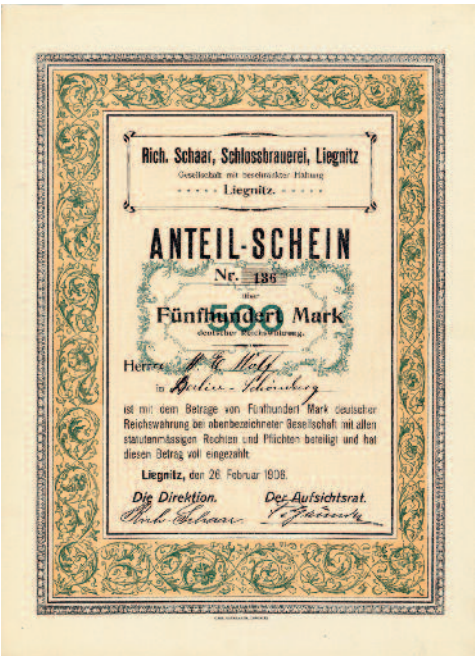 Rich. Schaar, Schlossbrauerei, Liegnitz
Gesellschaft mit beschränkter Haftung
Liegnitz.
ANTEIL-SCHEIN
Nr. 136
über
500
Fünfhundert Mark
deutscher Reichswährung.
Herrn W. E. Wolf
in Berlin-Schöneberg
ist mit dem Betrage von Fünfhundert Mark deutscher
Reichswährung bei obenbezeichneter Gesellschaft mit allen
statutenmässigen Rechten und Pflichten beteiligt und hat
diesen Betrag voll eingezahlt.
Liegnitz, den 26. Februar 1906.
Die Direktion. Der Aufsichtsrat.
Rich. Schaar